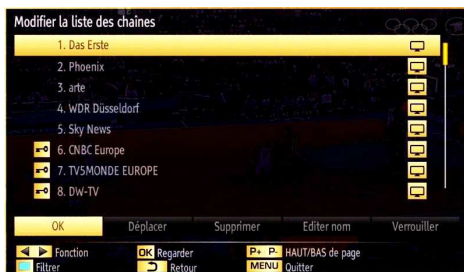 Modifier la liste des chaînes
1. Das Erste
2. Phoenix
3. arte
4. WDR Düsseldorf
5. Sky News
6. CNBC Europe
7. TV5MONDE EUROPE
8. DW-TV
OK Déplacer Supprimer Editer nom Verrouiller
Fonction OK Regarder P+ P- HAUT/BAS de page
Filtrer Retour MENU Quitter